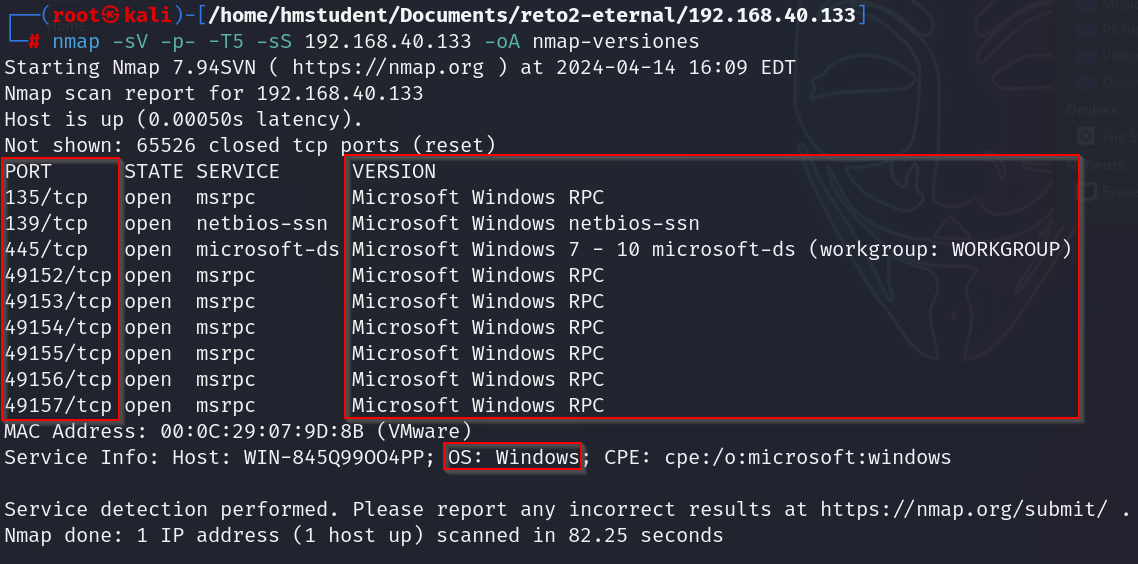 ┌──(root㉿kali)-[/home/hmstudent/Documents/reto2-eternal/192.168.40.133]
└─# nmap -sV -p- -T5 -sS 192.168.40.133 -oA nmap-versiones
Starting Nmap 7.94SVN ( https://nmap.org ) at 2024-04-14 16:09 EDT
Nmap scan report for 192.168.40.133
Host is up (0.00050s latency).
Not shown: 65526 closed tcp ports (reset)
PORT STATE SERVICE VERSION
135/tcp open msrpc Microsoft Windows RPC
139/tcp open netbios-ssn Microsoft Windows netbios-ssn
445/tcp open microsoft-ds Microsoft Windows 7 - 10 microsoft-ds (workgroup: WORKGROUP)
49152/tcp open msrpc Microsoft Windows RPC
49153/tcp open msrpc Microsoft Windows RPC
49154/tcp open msrpc Microsoft Windows RPC
49155/tcp open msrpc Microsoft Windows RPC
49156/tcp open msrpc Microsoft Windows RPC
49157/tcp open msrpc Microsoft Windows RPC
MAC Address: 00:0C:29:07:9D:8B (VMware)
Service Info: Host: WIN-845Q99OO4PP; OS: Windows; CPE: cpe:/o:microsoft:windows
Service detection performed. Please report any incorrect results at https://nmap.org/submit/ .
Nmap done: 1 IP address (1 host up) scanned in 82.25 seconds
Devices
Network